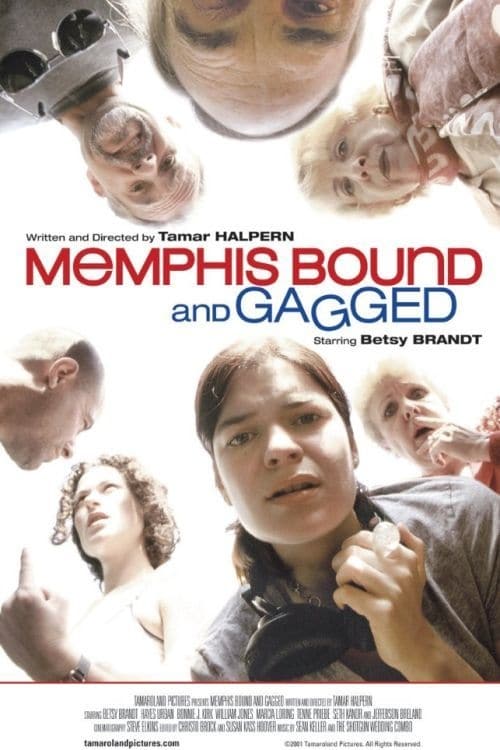 Written and Directed by Tamar HALPERN
MEMPHIS BOUND
AND GAGGED
Starring Betsy BRANDT
TAMAROLAND PICTURES PRESENTS MEMPHIS BOUND AND GAGGED WRITTEN AND DIRECTED BY TAMAR HALPERN
STARRING BETSY BRANDT HAYES URBAN BONNIE J. KIRK WILLIAM JONES MARCIA LORING TENNE PRIEBE SETH MANOR AND JEFFERSON BRELAND
CINEMATOGRAPHY STEVE ELKINS EDITED BY CHRISTO BROCK AND SUSAN KASS HOOVER MUSIC BY SEAN KELLER AND THE SHOTGUN WEDDING COMBO
tamarolandpictures.com ©2001 Tamaroland Pictures. All Rights Reserved.